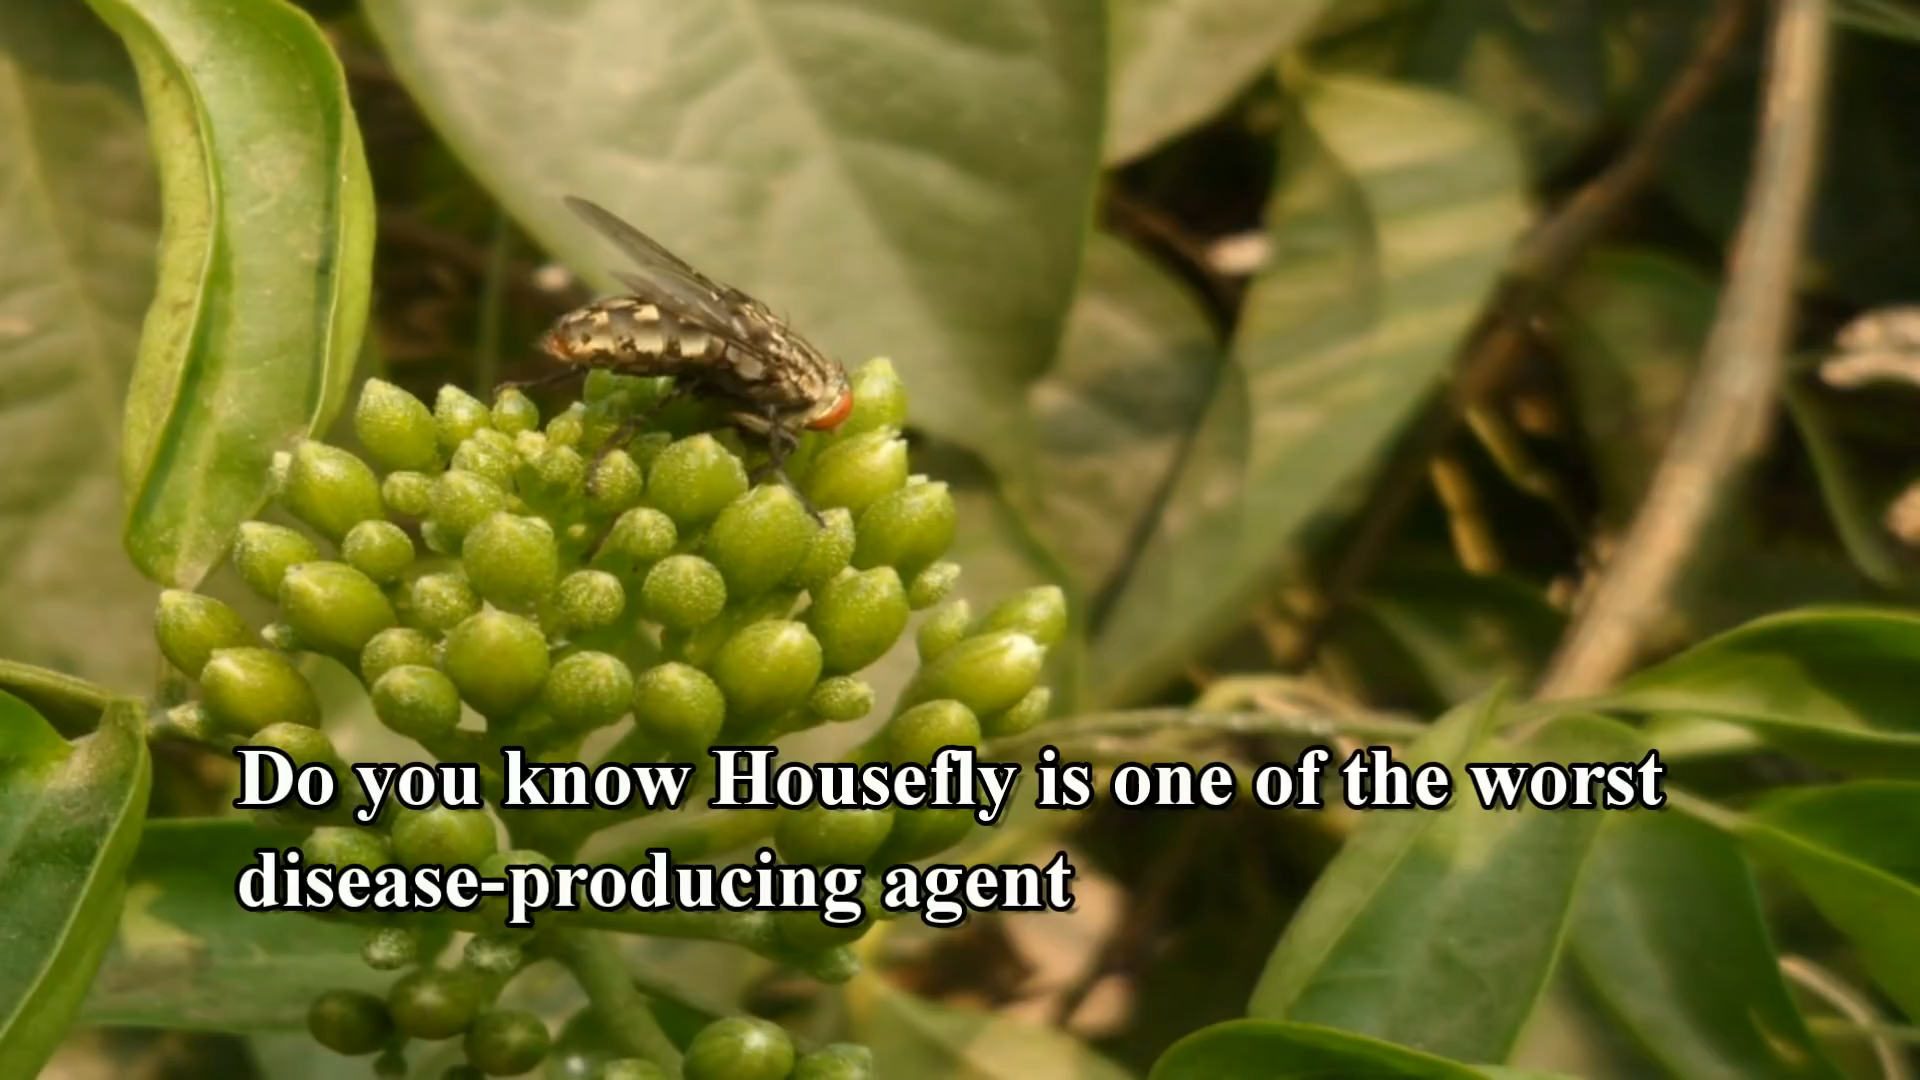 Do you know Housefly is one of the worst
disease-producing agent